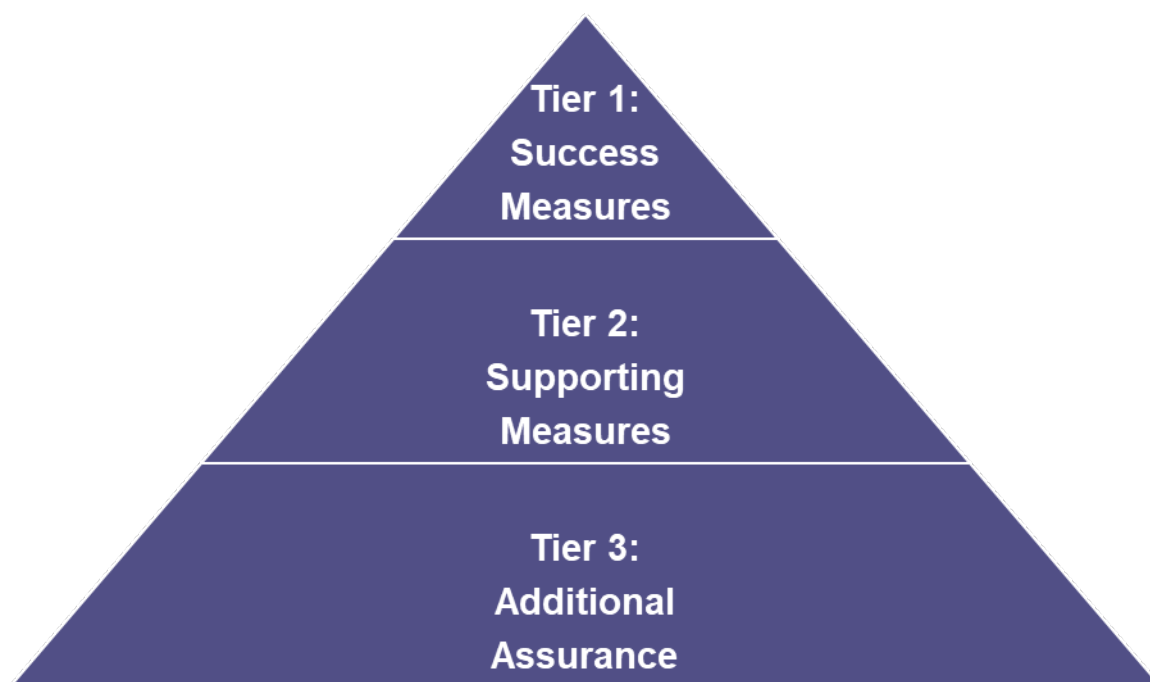 Tier 1:
Success
Measures
Tier 2:
Supporting
Measures
Tier 3:
Additional
Assurance